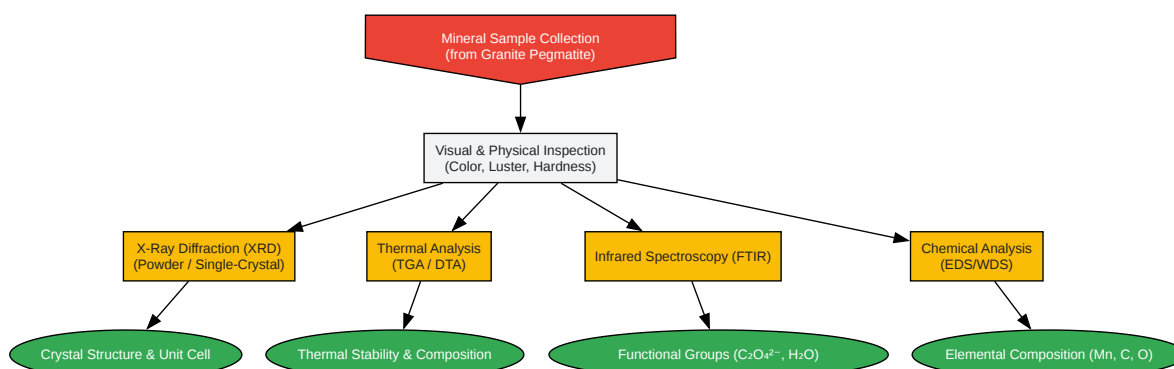 Mineral Sample Collection
(from Granite Pegmatite)
Visual & Physical Inspection
(Color, Luster, Hardness)
X-Ray Diffraction (XRD)
(Powder / Single-Crystal)
Thermal Analysis
(TGA / DTA)
Infrared Spectroscopy (FTIR)
Chemical Analysis
(EDS/WDS)
Crystal Structure & Unit Cell
Thermal Stability & Composition
Functional Groups (C₂O₄²⁻, H₂O)
Elemental Composition (Mn, C, O)